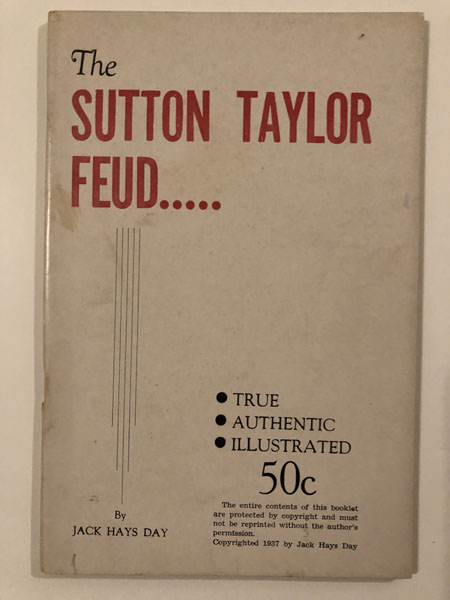 The
SUTTON TAYLOR
FEUD.....
• TRUE
• AUTHENTIC
• ILLUSTRATED
50c
The entire contents of this booklet
are protected by copyright and must
not be reprinted without the author's
permission.
Copyrighted 1937 by Jack Hays Day
By
JACK HAYS DAY